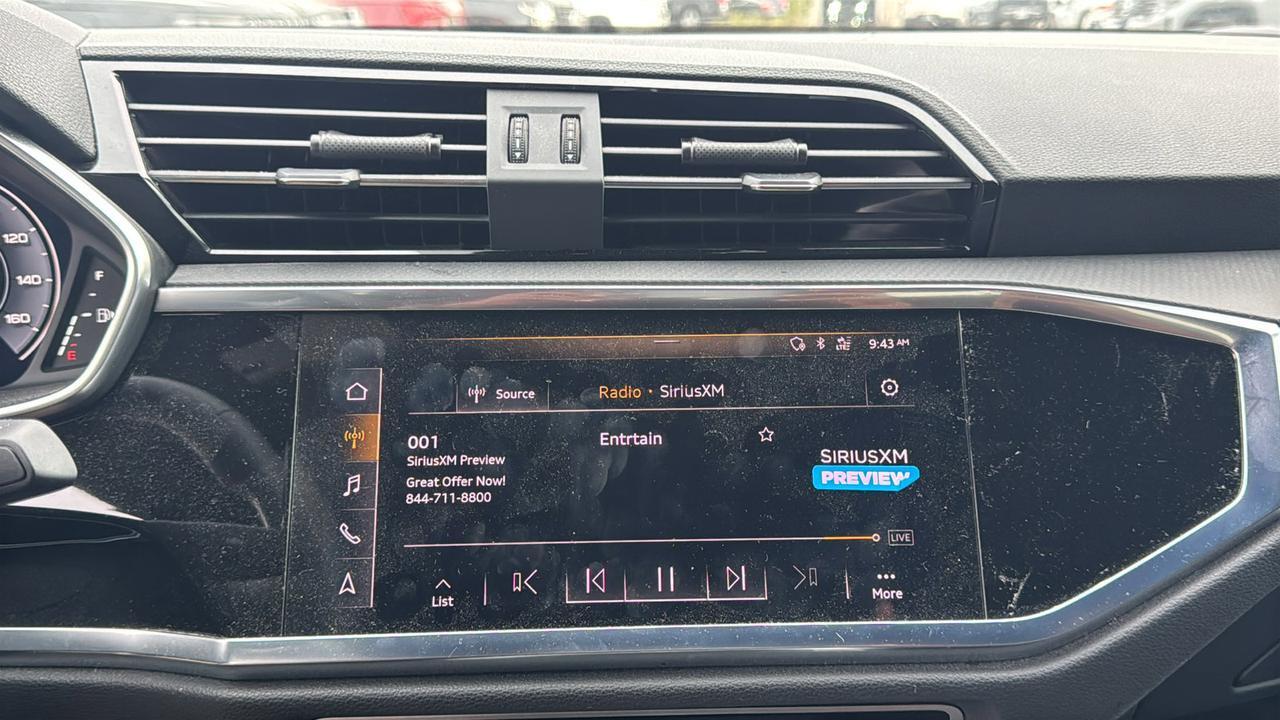 120
140
160
F
E
LTE
9:43 AM
Source
Radio • SiriusXM
001
Entrtain
SiriusXM Preview
Great Offer Now!
844-711-8800
SIRIUSXM
PREVIEW
LIVE
List
More